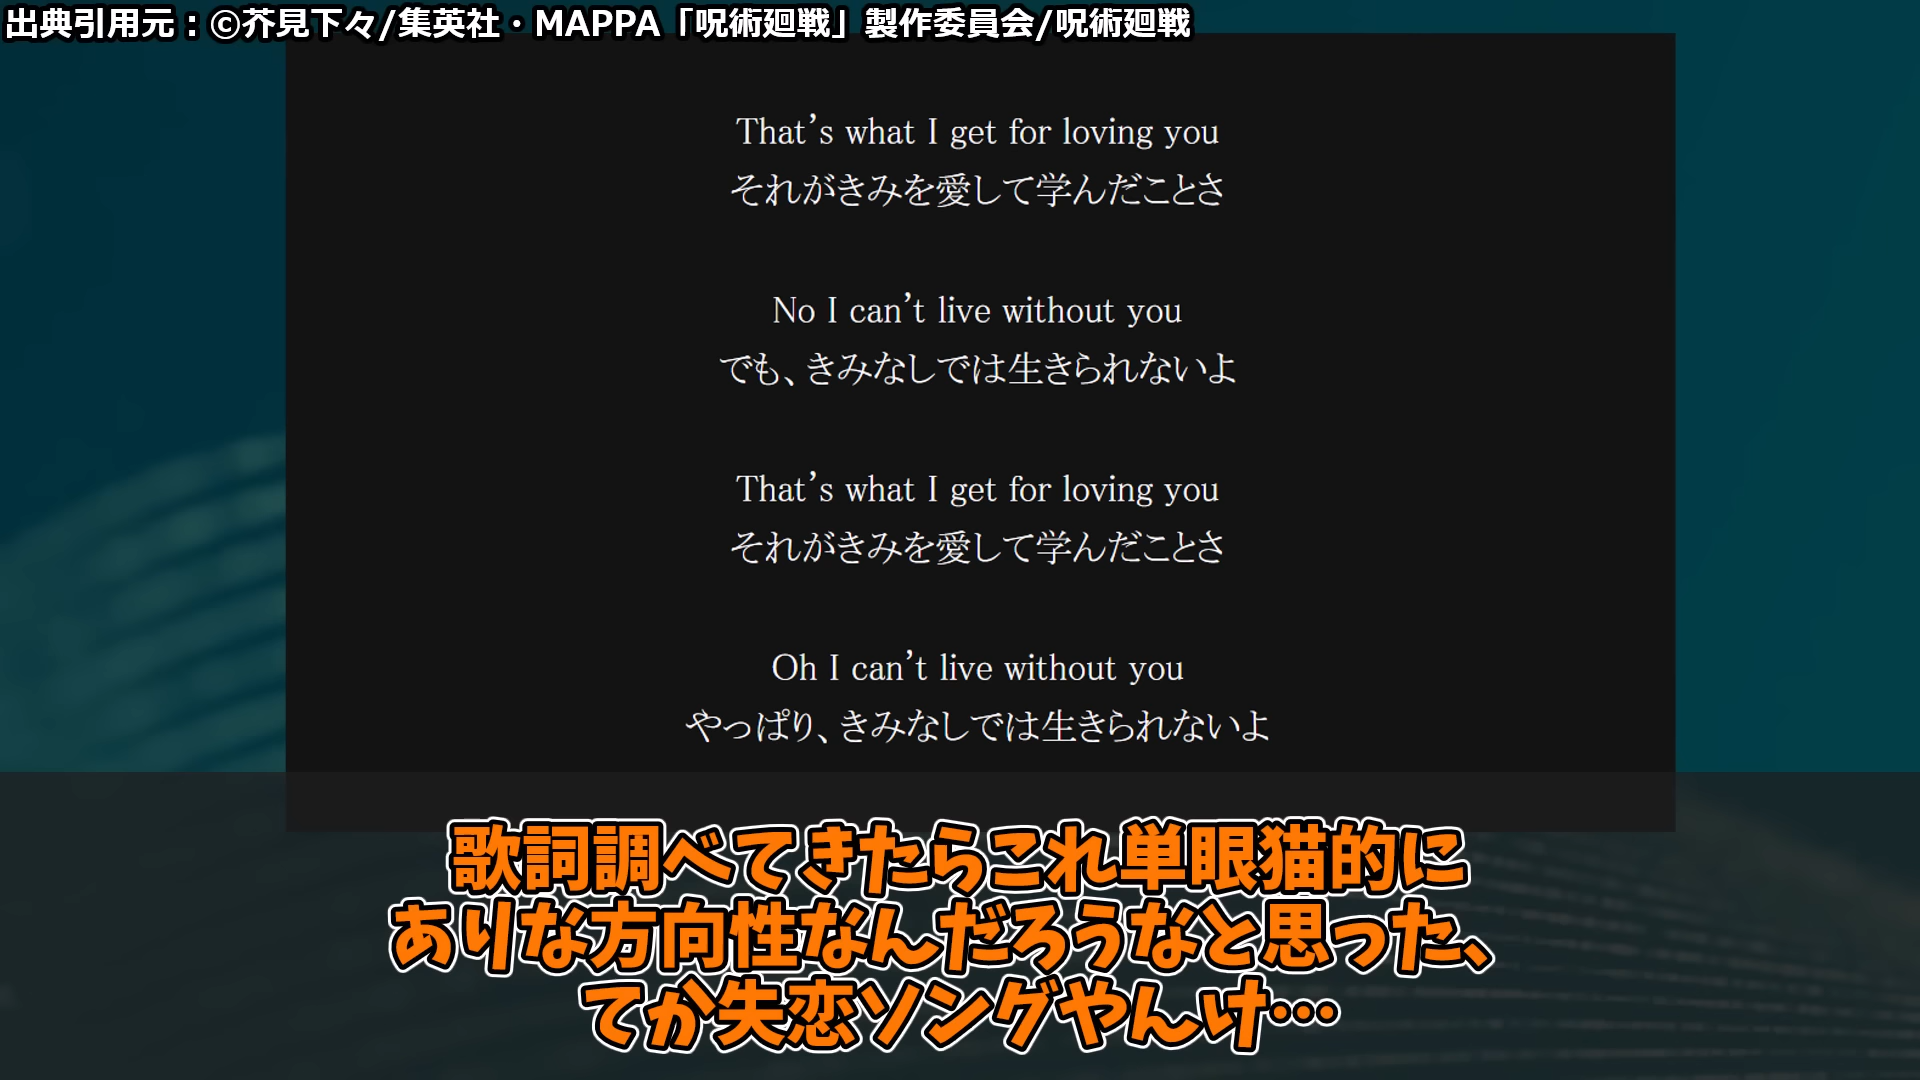 出典引用元：©芥見下々/集英社・MAPPA「呪術廻戦」製作委員会/呪術廻戦
That’s what I get for loving you
それがきみを愛して学んだことさ
No I can’t live without you
でも、きみなしでは生きられないよ
That’s what I get for loving you
それがきみを愛して学んだことさ
Oh I can’t live without you
やっぱり、きみなしでは生きられないよ
歌詞調べてきたらこれ単眼猫的に
ありな方向性なんだろうなと思った、
てか失恋ソングやんけ…